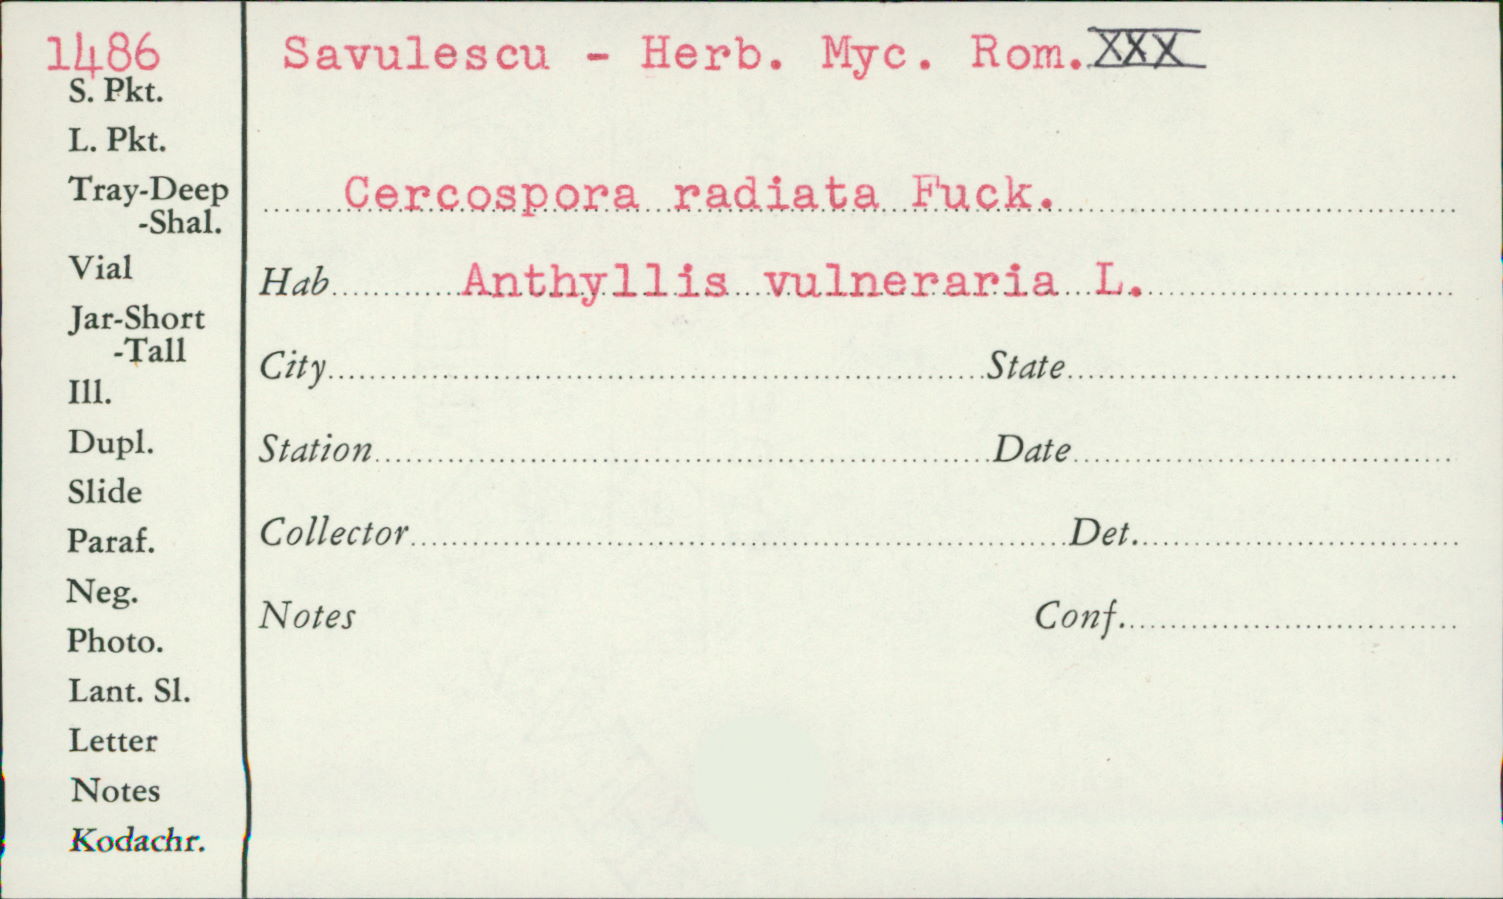 1486
Savulescu - Herb. Myc. Rom. XXX
S. Pkt.
L. Pkt.
Tray-Deep
-Shal.
Vial
Jar-Short
-Tall
Ill.
Dupl.
Slide
Paraf.
Neg.
Photo.
Lant. Sl.
Letter
Notes
Kodachr.
Cercospora radiata Fuck.
Hab Anthyllis vulneraria L.
City State
Station Date
Collector Det.
Notes Conf.